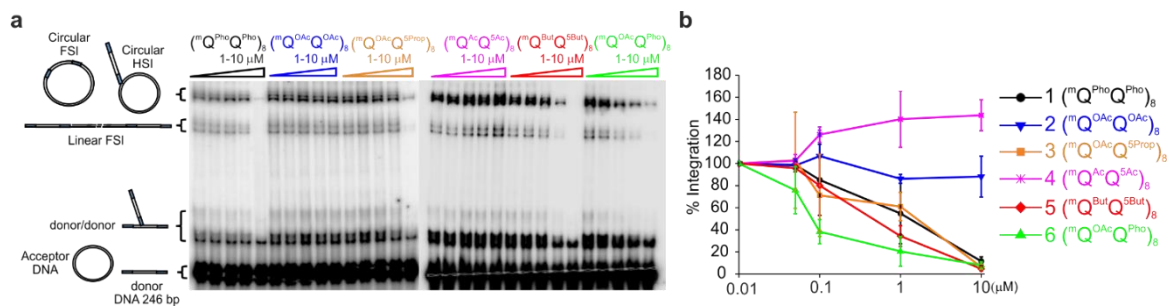 a
Circular
FSI
Circular
HSI
Linear FSI
donor/donor
Acceptor
DNA
donor
DNA 246 bp
(ᵐQᴾʰᵒQᴾʰᵒ)₈
1-10 µM
(ᵐQᴼᴬᶜQᴼᴬᶜ)₈
1-10 µM
(ᵐQᴼᴬᶜQ⁵ᴾʳᵒᵖ)₈
1-10 µM
(ᵐQᴬᶜQ⁵ᴬᶜ)₈
1-10 µM
(ᵐQᴮᵘᵗQ⁵ᴮᵘᵗ)₈
1-10 µM
(ᵐQᴼᴬᶜQᴾʰᵒ)₈
1-10 µM
b
% Integration
160
140
120
100
80
60
40
20
0
0.01
0.1
1
10(µM)
1 (ᵐQᴾʰᵒQᴾʰᵒ)₈
2 (ᵐQᴼᴬᶜQᴼᴬᶜ)₈
3 (ᵐQᴼᴬᶜQ⁵ᴾʳᵒᵖ)₈
4 (ᵐQᴬᶜQ⁵ᴬᶜ)₈
5 (ᵐQᴮᵘᵗQ⁵ᴮᵘᵗ)₈
6 (ᵐQᴼᴬᶜQᴾʰᵒ)₈